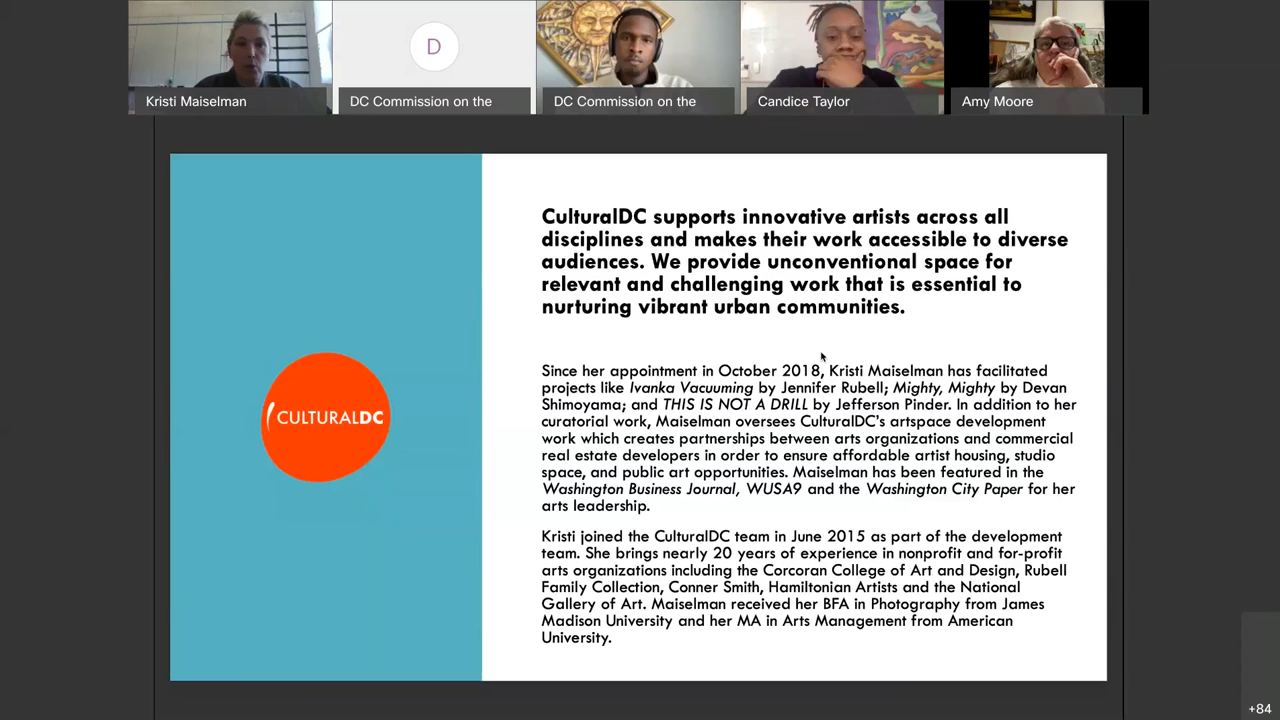 Kristi Maiselman
D
DC Commission on the
DC Commission on the
Candice Taylor
Amy Moore
CulturalDC supports innovative artists across all
disciplines and makes their work accessible to diverse
audiences. We provide unconventional space for
relevant and challenging work that is essential to
nurturing vibrant urban communities.
CULTURALDC
Since her appointment in October 2018, Kristi Maiselman has facilitated
projects like Ivanka Vacuuming by Jennifer Rubell; Mighty, Mighty by Devan
Shimoyama; and THIS IS NOT A DRILL by Jefferson Pinder. In addition to her
curatorial work, Maiselman oversees CulturalDC's artspace development
work which creates partnerships between arts organizations and commercial
real estate developers in order to ensure affordable artist housing, studio
space, and public art opportunities. Maiselman has been featured in the
Washington Business Journal, WUSA9 and the Washington City Paper for her
arts leadership.
Kristi joined the CulturalDC team in June 2015 as part of the development
team. She brings nearly 20 years of experience in nonprofit and for-profit
arts organizations including the Corcoran College of Art and Design, Rubell
Family Collection, Conner Smith, Hamiltonian Artists and the National
Gallery of Art. Maiselman received her BFA in Photography from James
Madison University and her MA in Arts Management from American
University.
+84